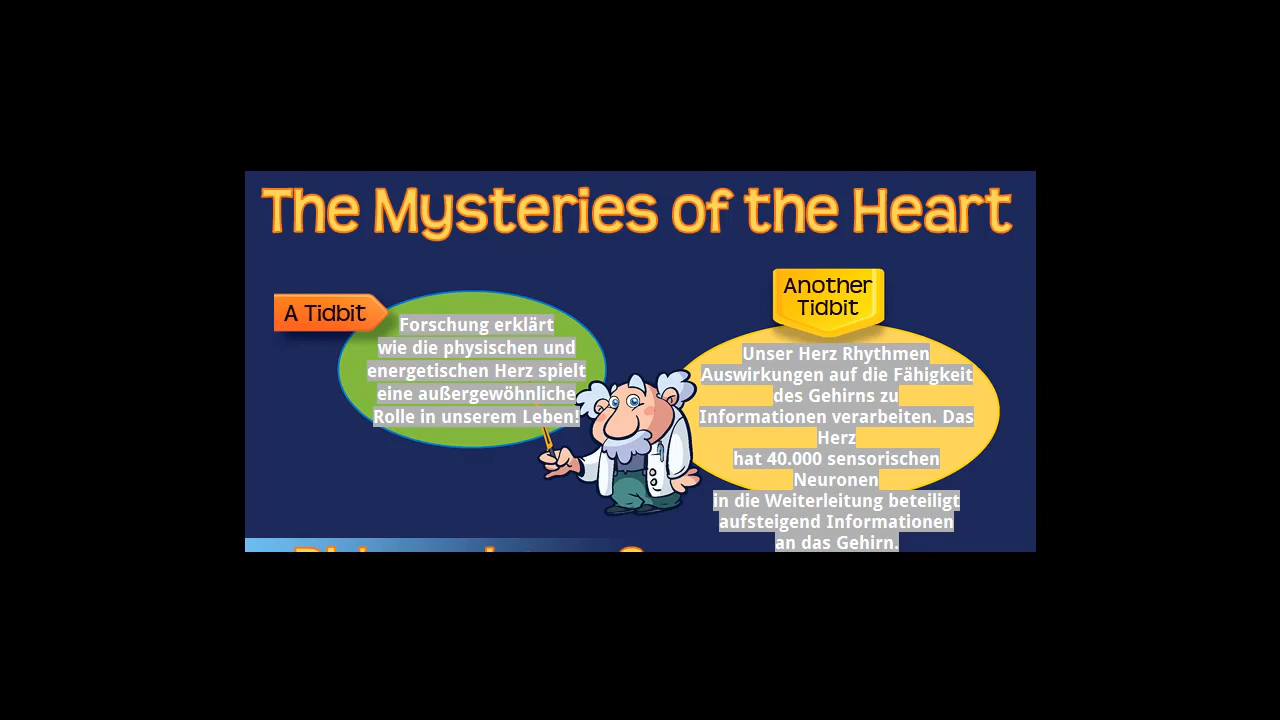 The Mysteries of the Heart
A Tidbit
Forschung erklärt
wie die physischen und
energetischen Herz spielt
eine außergewöhnliche
Rolle in unserem Leben!
Another
Tidbit
Unser Herz Rhythmen
Auswirkungen auf die Fähigkeit
des Gehirns zu
Informationen verarbeiten. Das
Herz
hat 40.000 sensorischen
Neuronen
in die Weiterleitung beteiligt
aufsteigend Informationen
an das Gehirn.